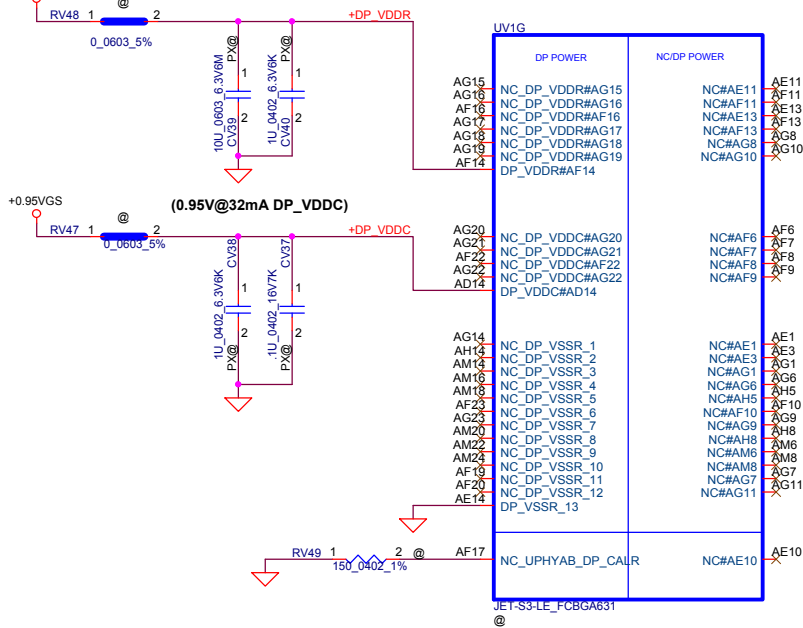 @
RV48 1 2 +DP_VDDR
0_0603_5%
PX@ PX@
10U_0603_6.3V6M
1U_0402_6.3V6K
1 1
2 2
CV39
CV40
+0.95VGS
(0.95V@32mA DP_VDDC)
@
RV47 1 2 +DP_VDDC
0_0603_5%
CV38
CV37
1U_0402_6.3V6K
.1U_0402_16V7K
1 1
2 2
PX@ PX@
UV1G
DP POWER NC/DP POWER
AG15 NC_DP_VDDR#AG15 NC#AE11 AE11
AG16 NC_DP_VDDR#AG16 NC#AF11 AF11
AF16 NC_DP_VDDR#AF16 NC#AE13 AE13
AG17 NC_DP_VDDR#AG17 NC#AF13 AF13
AG18 NC_DP_VDDR#AG18 NC#AG8 AG8
AG19 NC_DP_VDDR#AG19 NC#AG10 AG10
AF14 DP_VDDR#AF14
AG20 NC_DP_VDDC#AG20 NC#AF6 AF6
AG21 NC_DP_VDDC#AG21 NC#AF7 AF7
AF22 NC_DP_VDDC#AF22 NC#AF8 AF8
AG22 NC_DP_VDDC#AG22 NC#AF9 AF9
AD14 DP_VDDC#AD14
AG14 NC_DP_VSSR_1 NC#AE1 AE1
AH14 NC_DP_VSSR_2 NC#AE3 AE3
AM14 NC_DP_VSSR_3 NC#AG1 AG1
AM16 NC_DP_VSSR_4 NC#AG6 AG6
AM18 NC_DP_VSSR_5 NC#AH5 AH5
AF23 NC_DP_VSSR_6 NC#AF10 AF10
AG23 NC_DP_VSSR_7 NC#AG9 AG9
AM20 NC_DP_VSSR_8 NC#AH8 AH8
AM22 NC_DP_VSSR_9 NC#AM6 AM6
AM24 NC_DP_VSSR_10 NC#AM8 AM8
AF19 NC_DP_VSSR_11 NC#AG7 AG7
AF20 NC_DP_VSSR_12 NC#AG11 AG11
AE14 DP_VSSR_13
RV49 1 2 @ AF17 NC_UPHYAB_DP_CALR NC#AE10 AE10
150_0402_1%
JET-S3-LE_FCBGA631
@